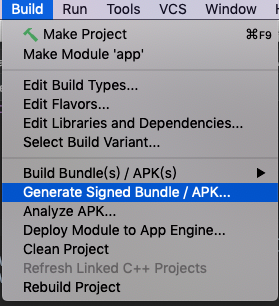 Build Run Tools VCS Window
Make Project ⌘F9
Make Module 'app'
Edit Build Types...
Edit Flavors...
Edit Libraries and Dependencies...
Select Build Variant...
Build Bundle(s) / APK(s) ▶
Generate Signed Bundle / APK...
Analyze APK...
Deploy Module to App Engine...
Clean Project
Refresh Linked C++ Projects
Rebuild Project